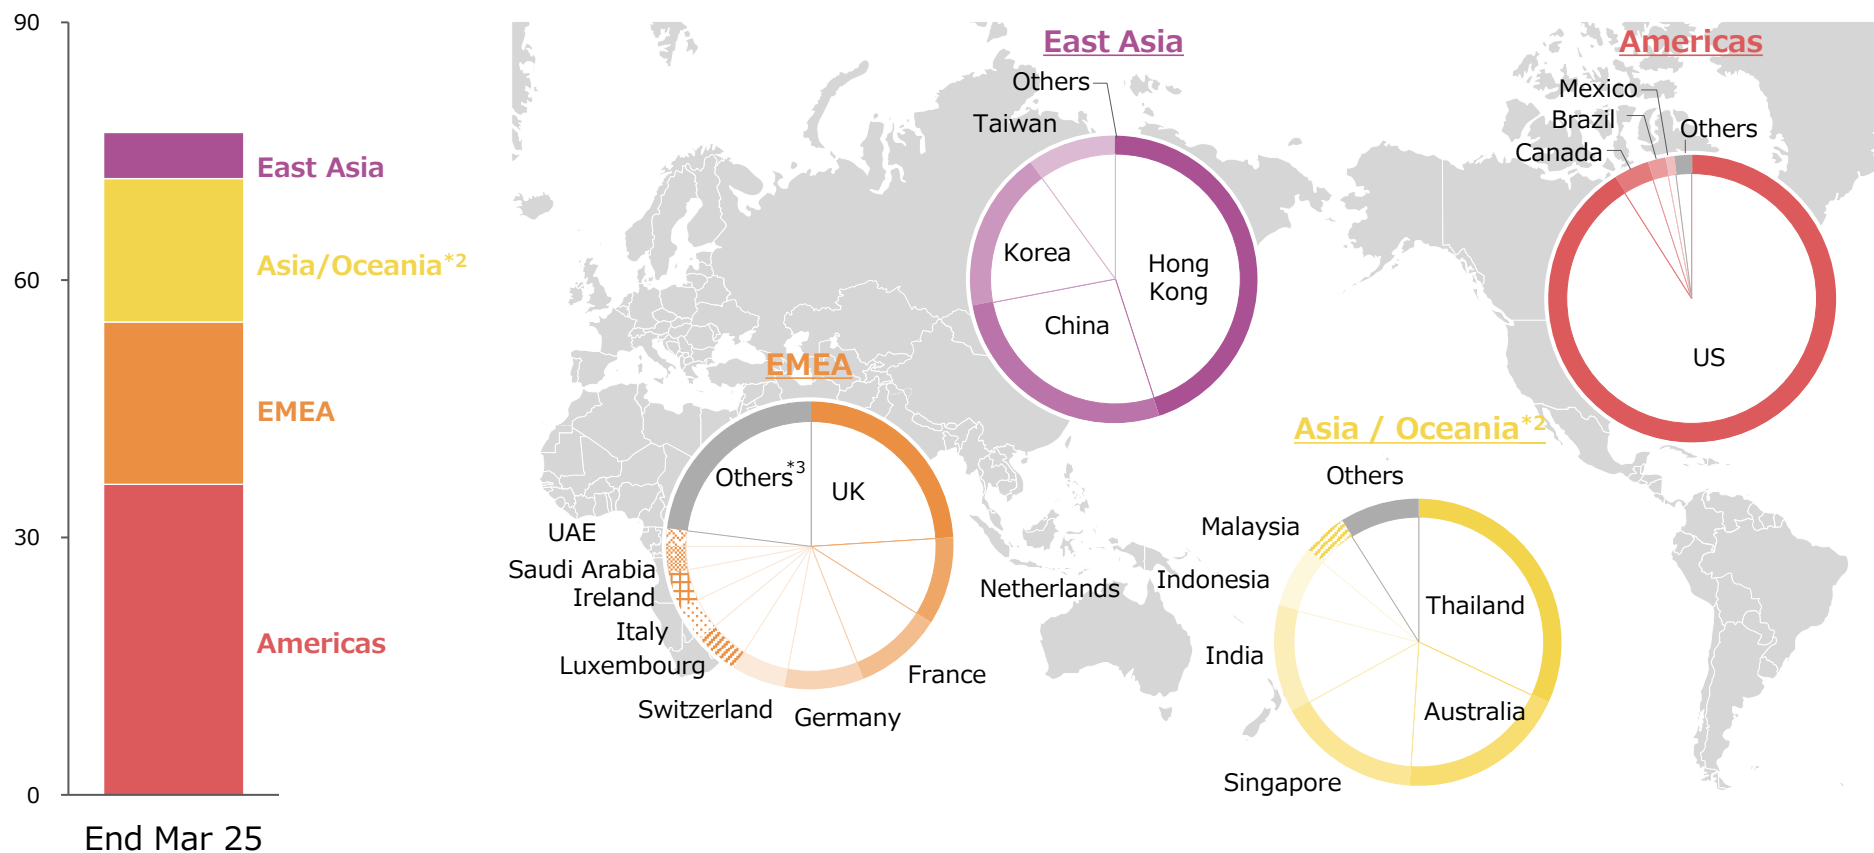 90
60
30
0
East Asia
Asia/Oceania*2
EMEA
Americas
End Mar 25
East Asia
Others
Taiwan
Korea
Hong
Kong
China
Americas
Mexico
Brazil
Others
Canada
US
EMEA
Others*3
UK
UAE
Saudi Arabia
Ireland
Italy
Luxembourg
Switzerland
Germany
France
Netherlands
Asia / Oceania*2
Others
Malaysia
Indonesia
India
Thailand
Australia
Singapore